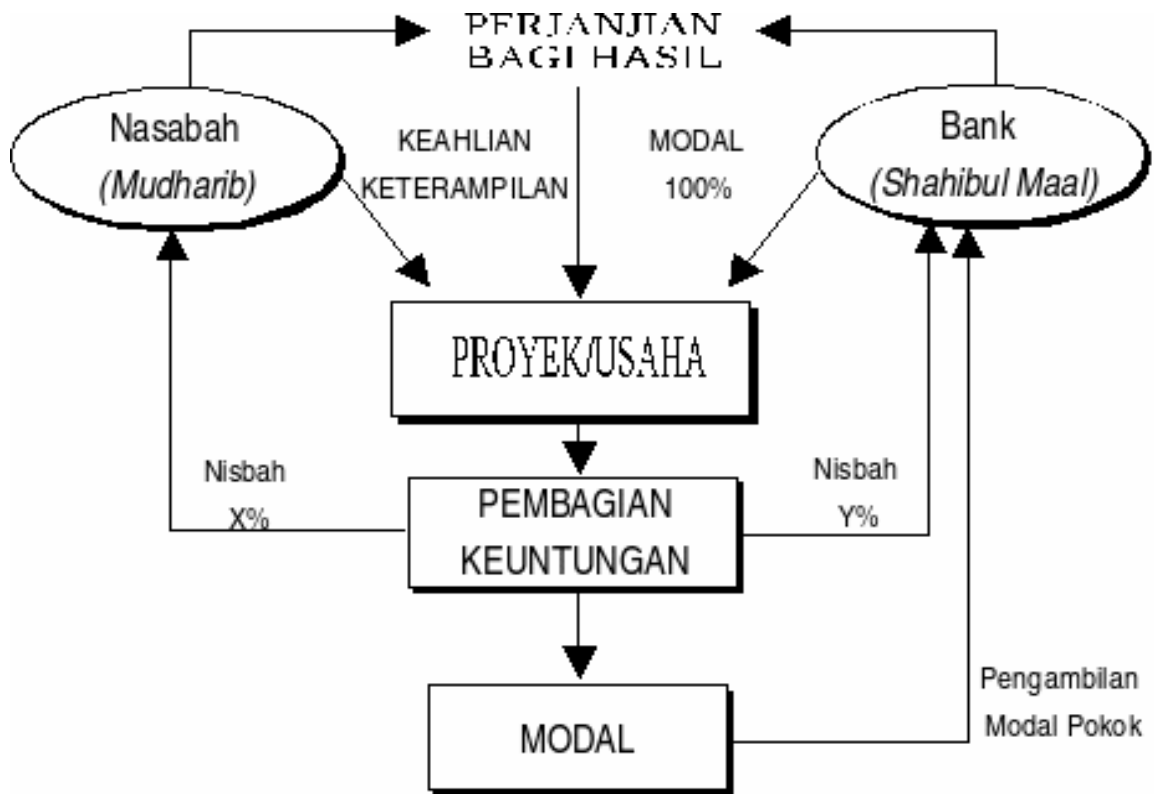 PERJANJIAN
BAGI HASIL
Nasabah
(Mudharib)
KEAHLIAN
KETERAMPILAN
MODAL
100%
Bank
(Shahibul Maal)
PROYEK/USAHA
Nisbah
X%
PEMBAGIAN
KEUNTUNGAN
Nisbah
Y%
MODAL
Pengambilan
Modal Pokok